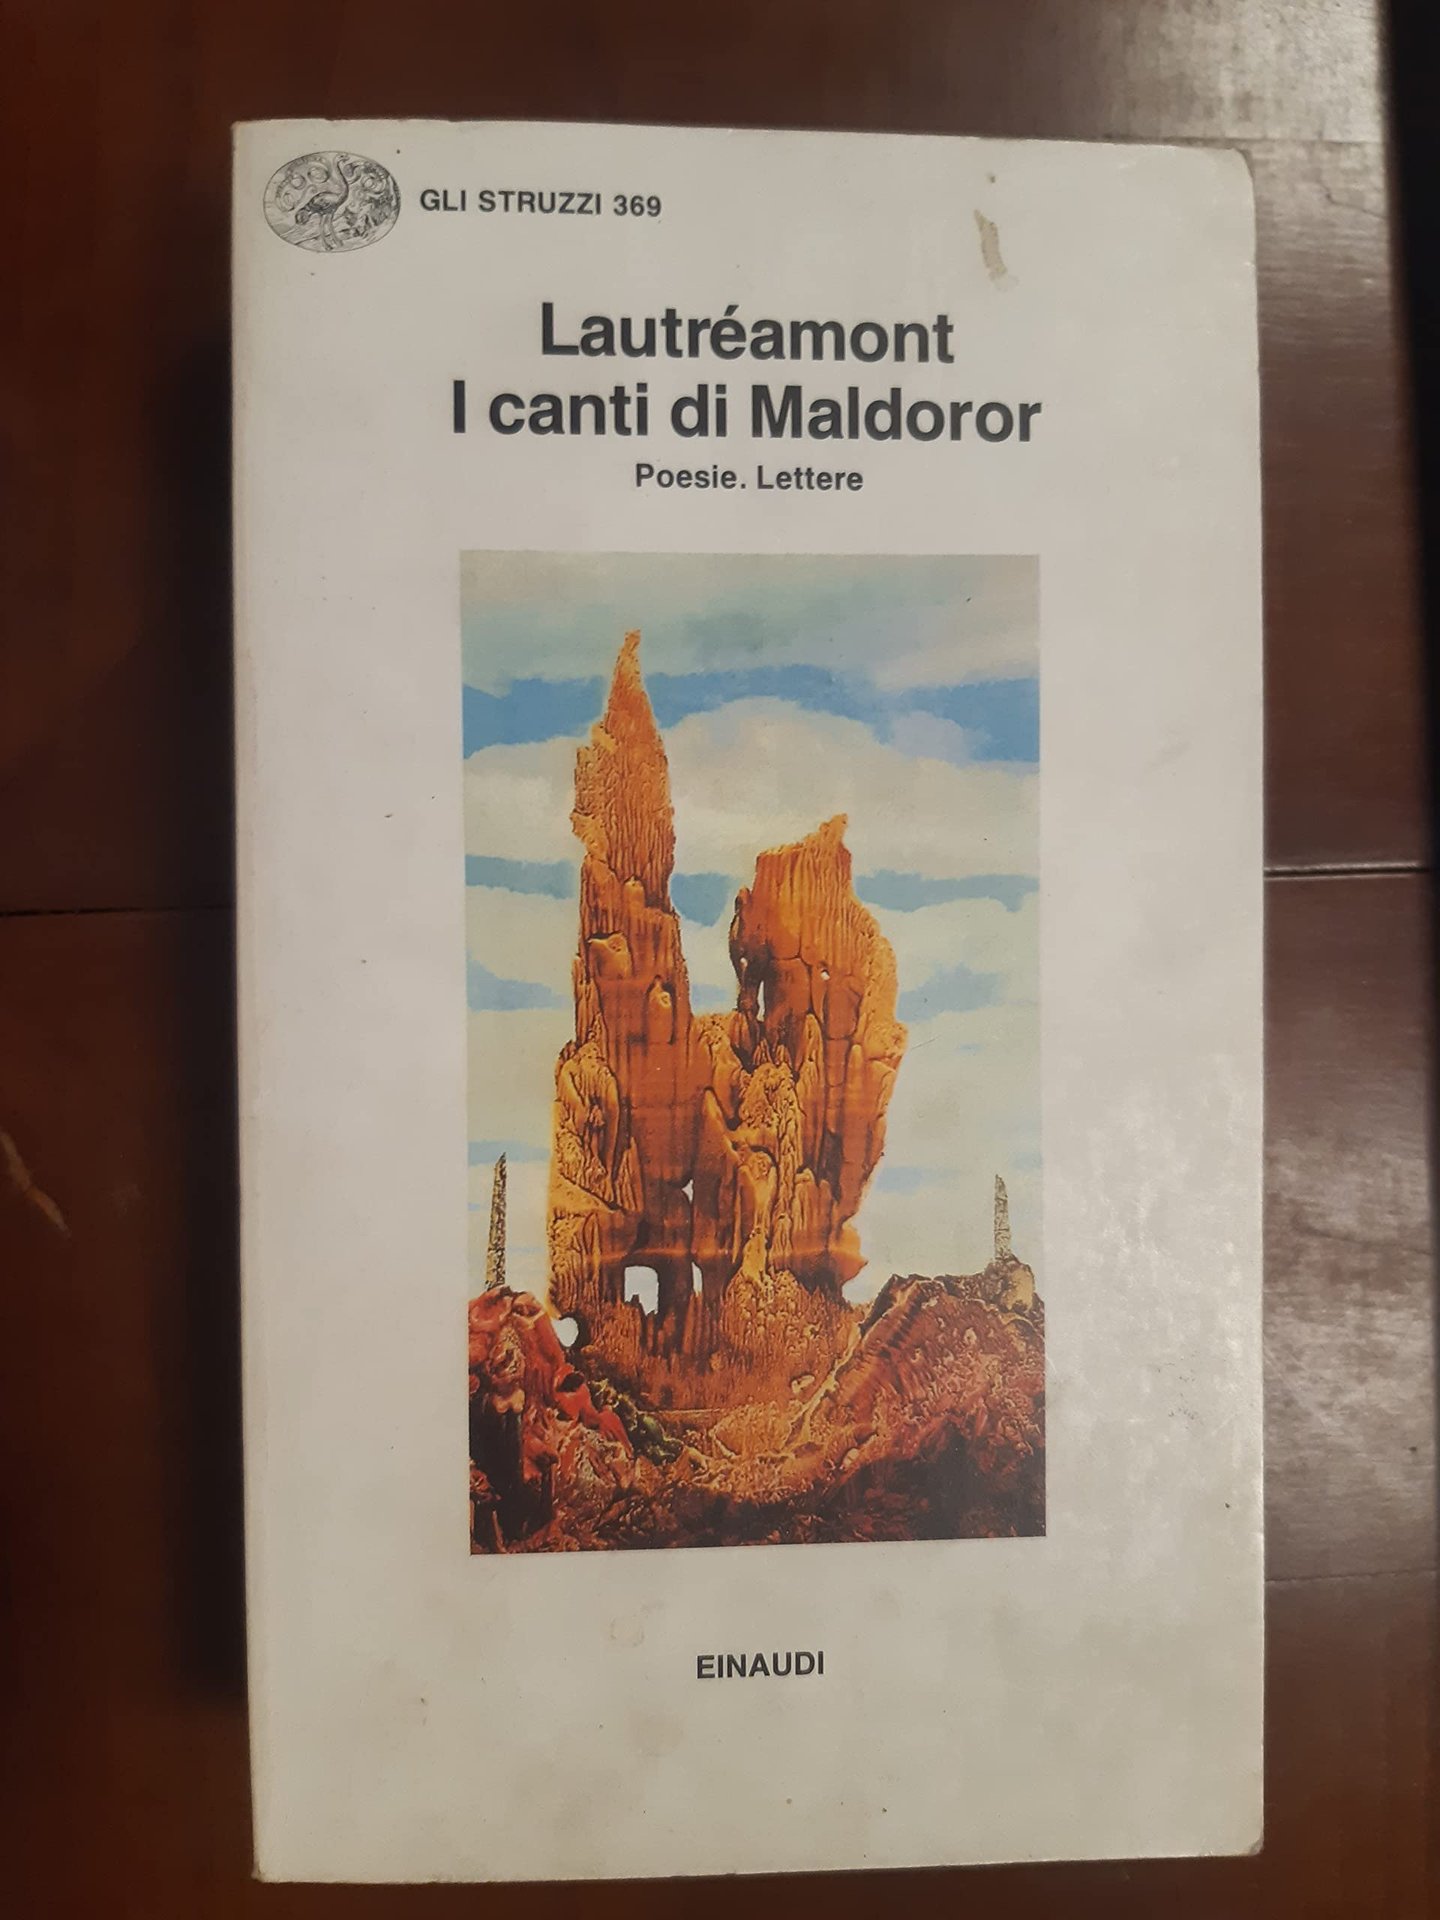 GLI STRUZZI 369
Lautréamont
I canti di Maldoror
Poesie. Lettere
EINAUDI